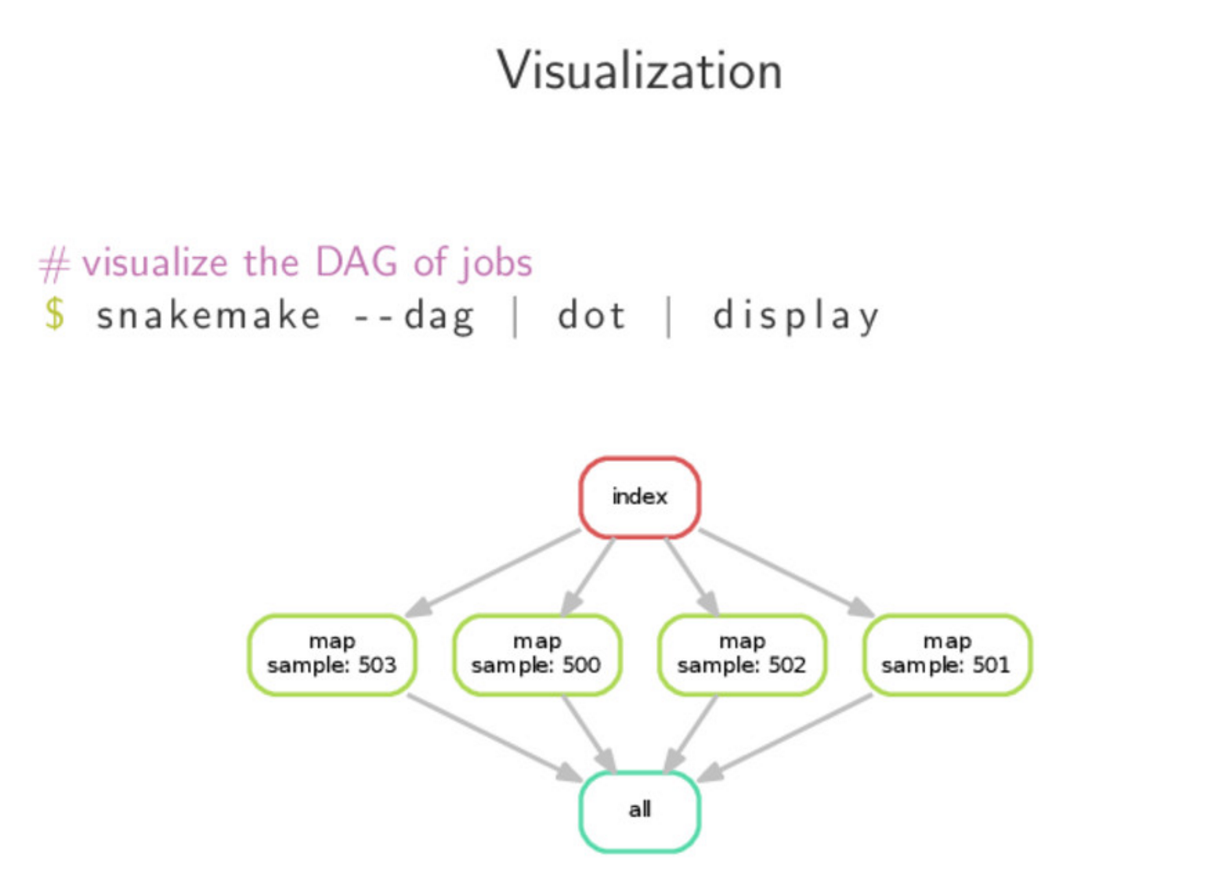 Visualization
# visualize the DAG of jobs
$ snakemake --dag | dot | display
index
map
sample: 503
map
sample: 500
map
sample: 502
map
sample: 501
all